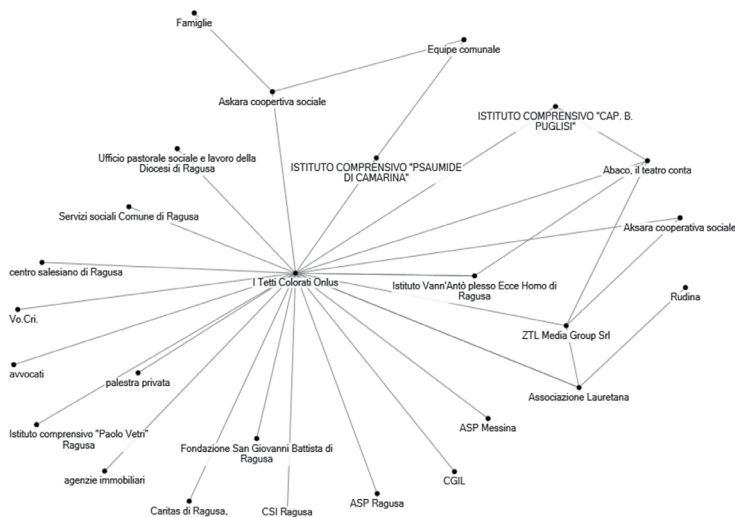 Famiglie
Equipe comunale
Askara coopertiva sociale
ISTITUTO COMPRENSIVO "CAP. B.
PUGLISI"
Ufficio pastorale sociale e lavoro della
Diocesi di Ragusa
ISTITUTO COMPRENSIVO "PSAUMIDE
DI CAMARINA"
Abaco, il teatro conta
Servizi sociali Comune di Ragusa
Aksara cooperativa sociale
centro salesiano di Ragusa
I Tetti Colorati Onlus
Istituto Vann'Antò plesso Ecce Homo di
Ragusa
Rudina
Vo.Cri.
ZTL Media Group Srl
avvocati
palestra privata
Associazione Lauretana
ASP Messina
Istituto comprensivo "Paolo Vetri"
Ragusa
Fondazione San Giovanni Battista di
Ragusa
agenzie immobiliari
CGIL
Caritas di Ragusa,
CSI Ragusa
ASP Ragusa